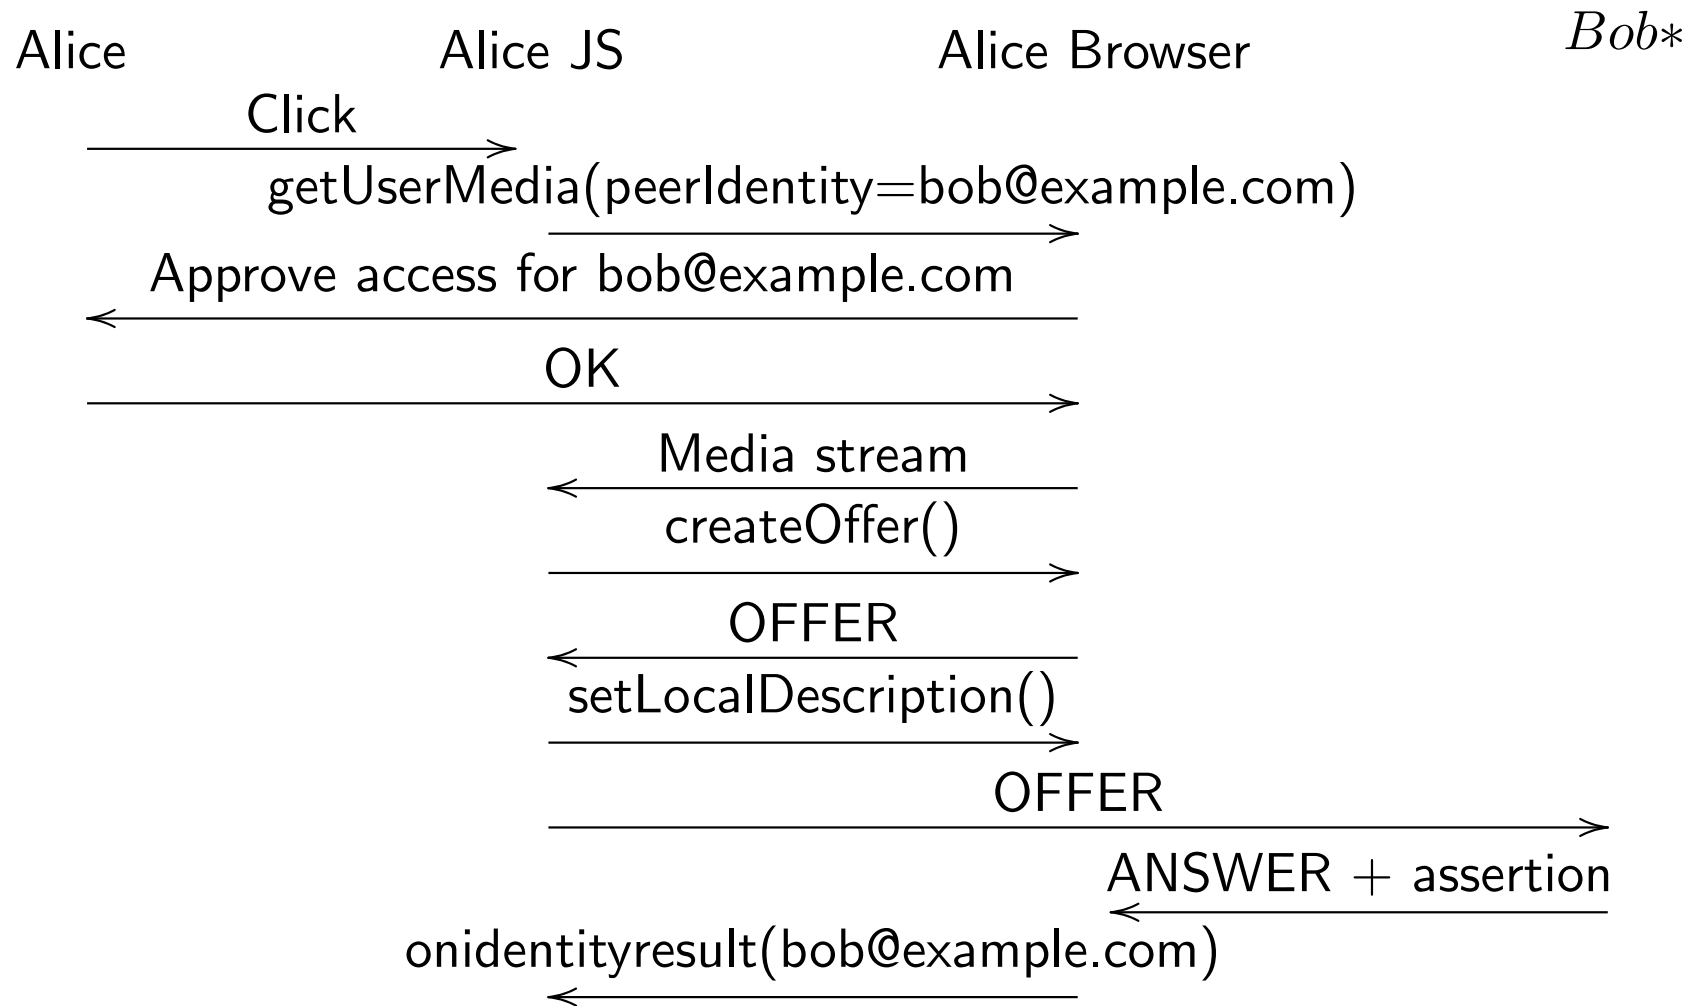 Alice Alice JS Alice Browser Bob*
Click
getUserMedia(peerIdentity=bob@example.com)
Approve access for bob@example.com
OK
Media stream
createOffer()
OFFER
setLocalDescription()
OFFER
ANSWER + assertion
onidentityresult(bob@example.com)